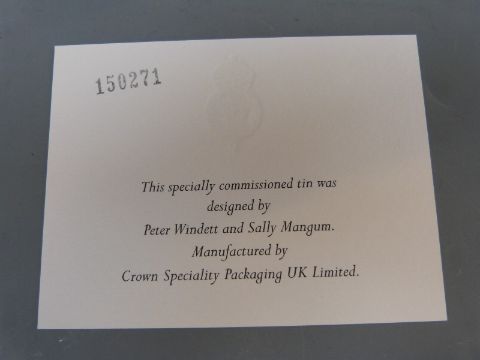 150271
This specially commissioned tin was
designed by
Peter Windett and Sally Mangum.
Manufactured by
Crown Speciality Packaging UK Limited.